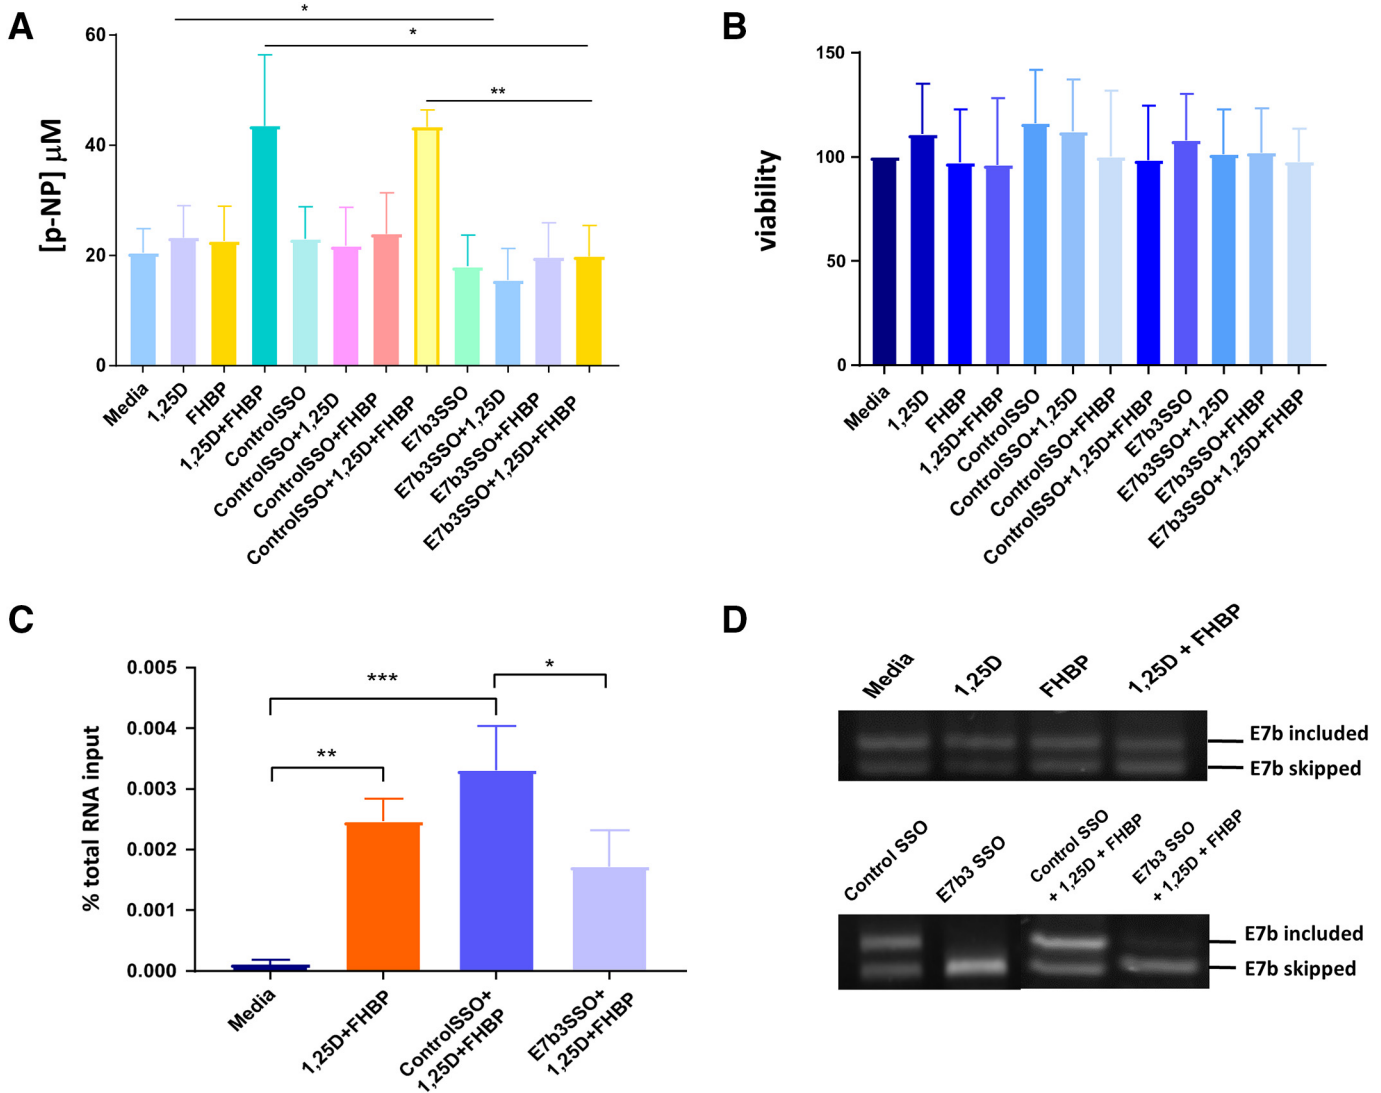 A
*
*
**
60
40
20
0
[p-NP] µM
Media
1,25D
FHBP
1,25D+FHBP
ControlSSO
ControlSSO+1,25D
ControlSSO+FHBP
ControlSSO+1,25D+FHBP
E7b3SSO
E7b3SSO+1,25D
E7b3SSO+FHBP
E7b3SSO+1,25D+FHBP
B
150
100
50
0
viability
Media
1,25D
FHBP
1,25D+FHBP
ControlSSO
ControlSSO+1,25D
ControlSSO+FHBP
ControlSSO+1,25D+FHBP
E7b3SSO
E7b3SSO+1,25D
E7b3SSO+FHBP
E7b3SSO+1,25D+FHBP
C
0.005
0.004
0.003
0.002
0.001
0.000
% total RNA input
***
*
**
Media
1,25D+FHBP
ControlSSO+
1,25D+FHBP
E7b3SSO+
1,25D+FHBP
D
Media
1,25D
FHBP
1,25D + FHBP
E7b included
E7b skipped
Control SSO
E7b3 SSO
Control SSO
+ 1,25D + FHBP
E7b3 SSO
+ 1,25D + FHBP
E7b included
E7b skipped